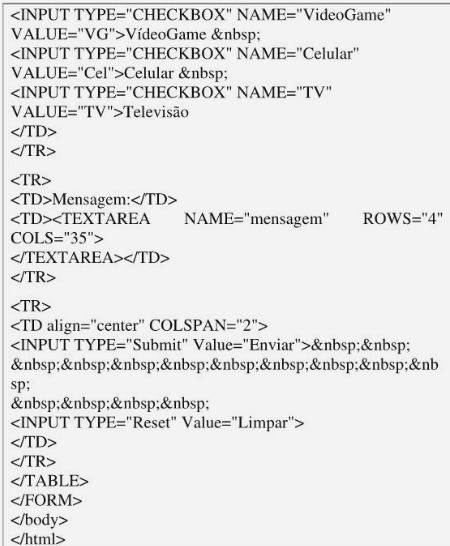 <INPUT TYPE="CHECKBOX" NAME="VideoGame"
VALUE="VG">VídeoGame &nbsp;
<INPUT TYPE="CHECKBOX" NAME="Celular"
VALUE="Cel">Celular &nbsp;
<INPUT TYPE="CHECKBOX" NAME="TV"
VALUE="TV">Televisão
</TD>
</TR>
<TR>
<TD>Mensagem:</TD>
<TD><TEXTAREA NAME="mensagem" ROWS="4"
COLS="35">
</TEXTAREA></TD>
</TR>
<TR>
<TD align="center" COLSPAN="2">
<INPUT TYPE="Submit" Value="Enviar">&nbsp;&nbsp;
&nbsp;&nbsp;&nbsp;&nbsp;&nbsp;&nbsp;&nbsp;&nbsp;&nb
sp;
&nbsp;&nbsp;&nbsp;&nbsp;
<INPUT TYPE="Reset" Value="Limpar">
</TD>
</TR>
</TABLE>
</FORM>
</body>
</html>